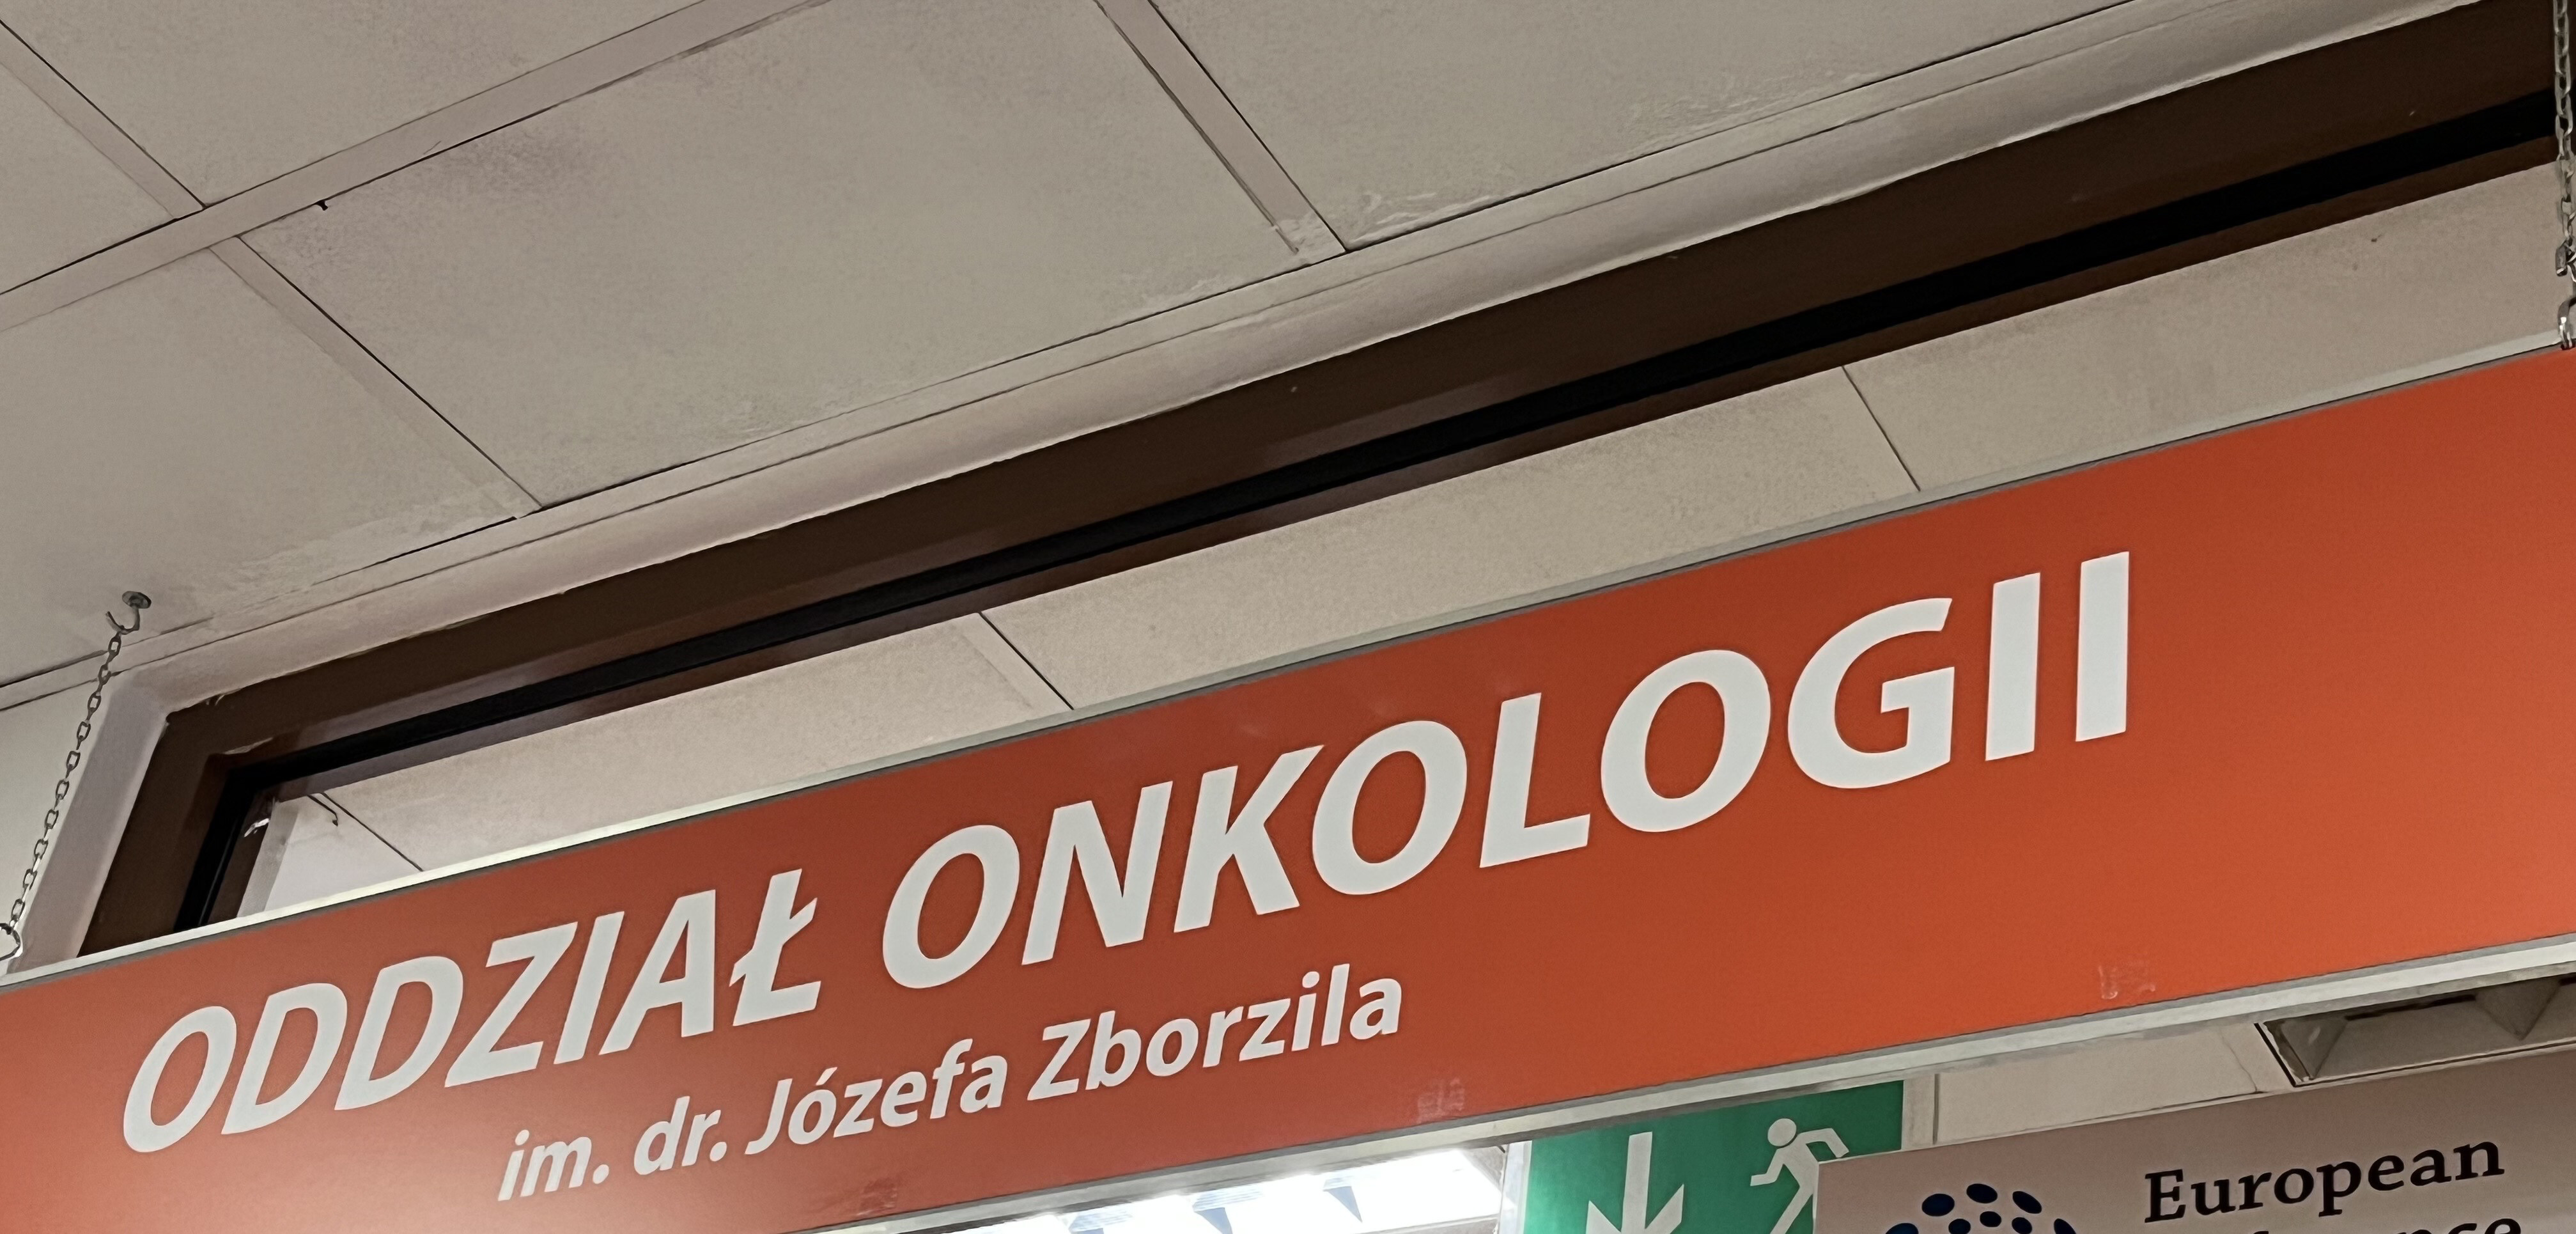 ODDZIAŁ ONKOLOGII
im. dr. Józefa Zborzila
European